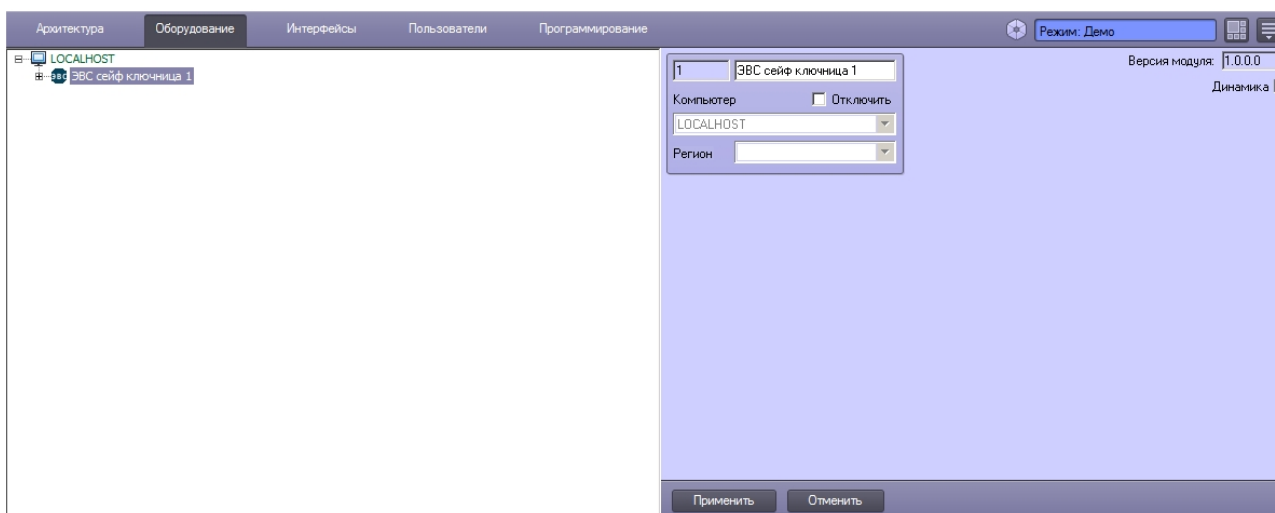 Архитектура Оборудование Интерфейсы Пользователи Программирование Режим: Демо
LOCALHOST
эвс ЭВС сейф ключница 1
1 ЭВС сейф ключница 1
Компьютер Отключить
LOCALHOST
Регион
Версия модуля: 1.0.0.0
Динамика
Применить Отменить